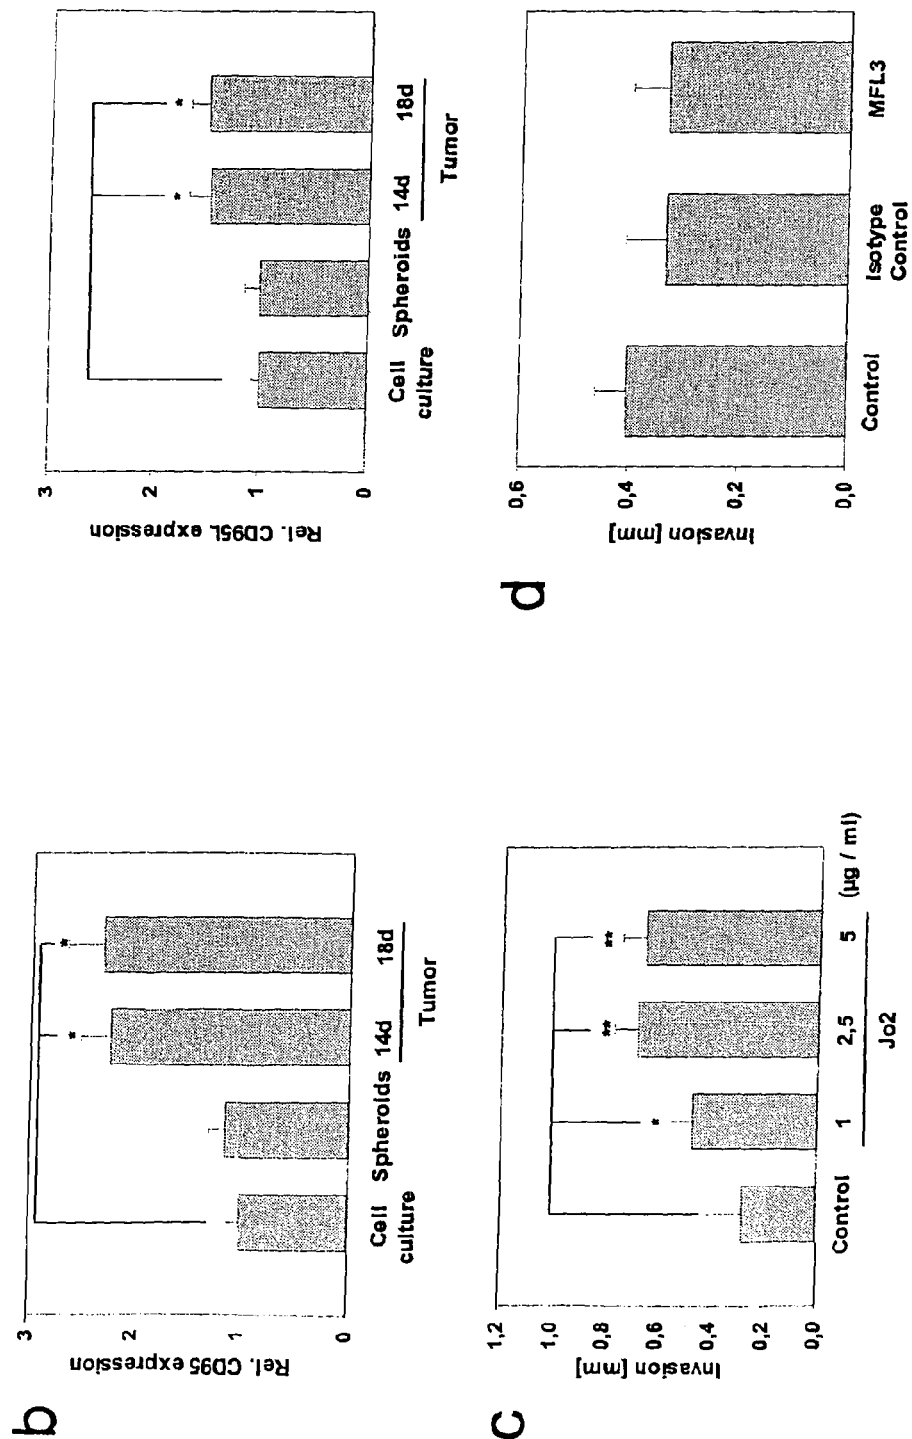 b
Rel. CD95 expression
3
2
1
0
Cell culture
Spheroids
14d
18d
Tumor
*
*
Rel. CD95L expression
3
2
1
0
Cell culture
Spheroids
14d
18d
Tumor
*
*
c
Invasion [mm]
1,2
1,0
0,8
0,6
0,4
0,2
0,0
Control
1
2,5
5
(µg / ml)
Jo2
*
**
**
d
Invasion [mm]
0,6
0,4
0,2
0,0
Control
Isotype Control
MFL3